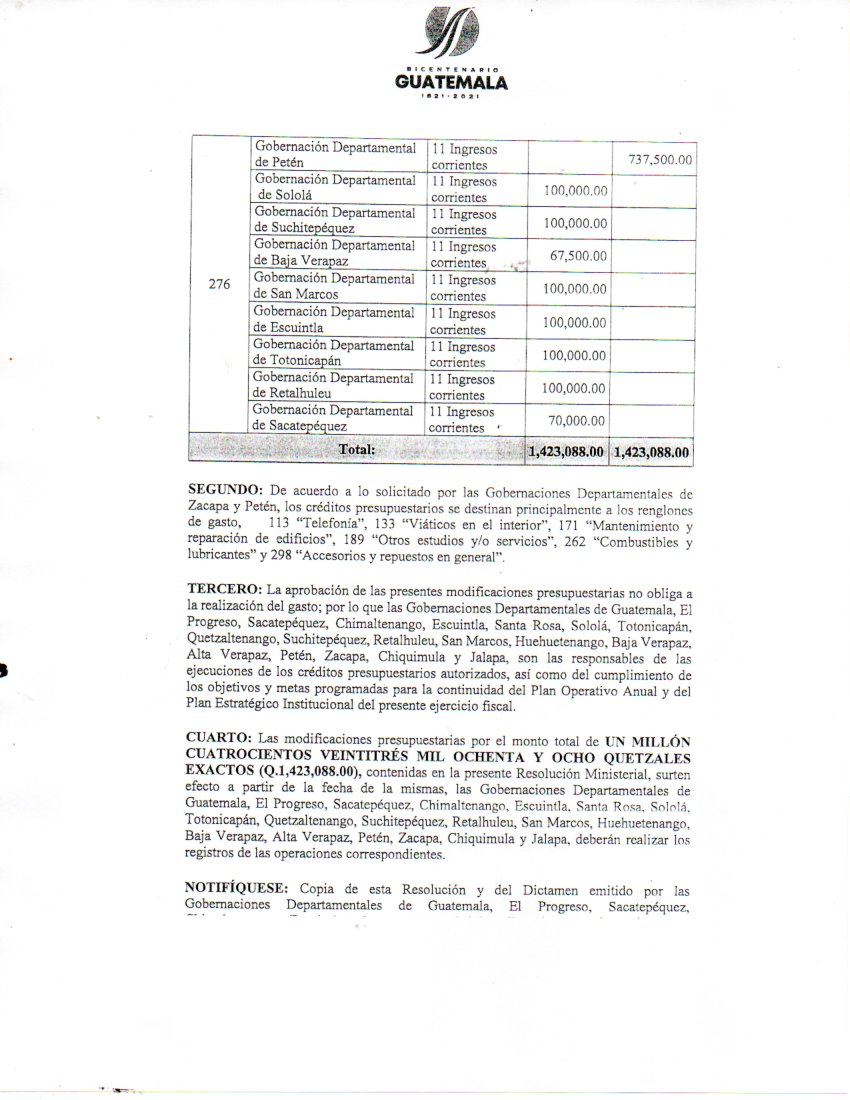 BICENTENARIO
GUATEMALA
1821-2021
Gobernación Departamental 11 Ingresos
de Petén corrientes 737,500.00
Gobernación Departamental 11 Ingresos
de Sololá corrientes 100,000.00
Gobernación Departamental 11 Ingresos
de Suchitepéquez corrientes 100,000.00
Gobernación Departamental 11 Ingresos
de Baja Verapaz corrientes 67,500.00
276
Gobernación Departamental 11 Ingresos
de San Marcos corrientes 100,000.00
Gobernación Departamental 11 Ingresos
de Escuintla corrientes 100,000.00
Gobernación Departamental 11 Ingresos
de Totonicapán corrientes 100,000.00
Gobernación Departamental 11 Ingresos
de Retalhuleu corrientes 100,000.00
Gobernación Departamental 11 Ingresos
de Sacatepéquez corrientes 70,000.00
Total: 1,423,088.00 1,423,088.00
SEGUNDO: De acuerdo a lo solicitado por las Gobernaciones Departamentales de
Zacapa y Petén, los créditos presupuestarios se destinan principalmente a los renglones
de gasto, 113 “Telefonía”, 133 “Viáticos en el interior”, 171 “Mantenimiento y
reparación de edificios”, 189 “Otros estudios y/o servicios”, 262 “Combustibles y
lubricantes” y 298 “Accesorios y repuestos en general”.
TERCERO: La aprobación de las presentes modificaciones presupuestarias no obliga a
la realización del gasto; por lo que las Gobernaciones Departamentales de Guatemala, El
Progreso, Sacatepéquez, Chimaltenango, Escuintla, Santa Rosa, Sololá, Totonicapán,
Quetzaltenango, Suchitepéquez, Retalhuleu, San Marcos, Huehuetenango, Baja Verapaz,
Alta Verapaz, Petén, Zacapa, Chiquimula y Jalapa, son las responsables de las
ejecuciones de los créditos presupuestario autorizados, así como del cumplimiento de
los objetivos y metas programadas para la continuidad del Plan Operativo Anual y del
Plan Estratégico Institucional del presente ejercicio fiscal.
CUARTO: Las modificaciones presupuestarias por el monto total de UN MILLÓN
CUATROCIENTOS VEINTITRÉS MIL OCHENTA Y OCHO QUETZALES
EXACTOS (Q.1,423,088.00), contenidas en la presente Resolución Ministerial, surten
efecto a partir de la fecha de la mismas, las Gobernaciones Departamentales de
Guatemala, El Progreso, Sacatepéquez, Chimaltenango, Escuintla, Santa Rosa, Sololá,
Totonicapán, Quetzaltenango, Suchitepéquez, Retalhuleu, San Marcos, Huehuetenango,
Baja Verapaz, Alta Verapaz, Petén, Zacapa, Chiquimula y Jalapa, deberán realizar los
registros de las operaciones correspondientes.
NOTIFÍQUESE: Copia de esta Resolución y del Dictamen emitido por las
Gobernaciones Departamentales de Guatemala, El Progreso, Sacatepéquez,